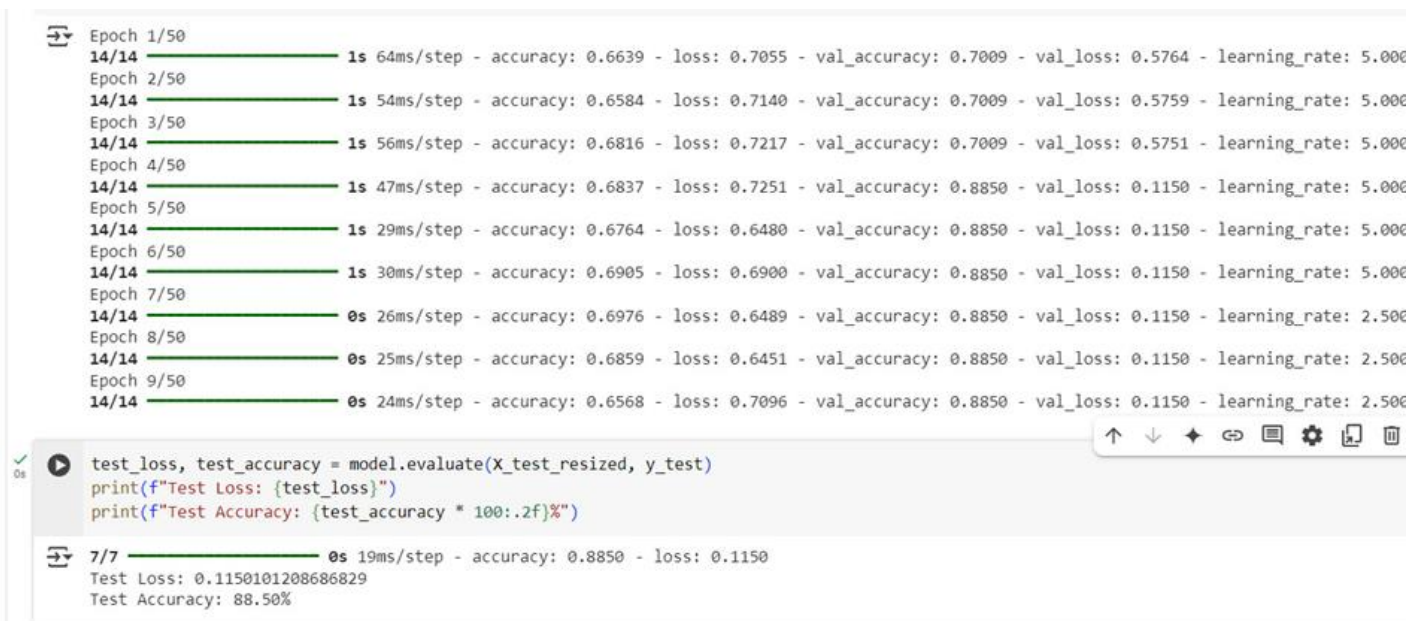 Epoch 1/50
14/14 1s 64ms/step - accuracy: 0.6639 - loss: 0.7055 - val_accuracy: 0.7009 - val_loss: 0.5764 - learning_rate: 5.000
Epoch 2/50
14/14 1s 54ms/step - accuracy: 0.6584 - loss: 0.7140 - val_accuracy: 0.7009 - val_loss: 0.5759 - learning_rate: 5.000
Epoch 3/50
14/14 1s 56ms/step - accuracy: 0.6816 - loss: 0.7217 - val_accuracy: 0.7009 - val_loss: 0.5751 - learning_rate: 5.000
Epoch 4/50
14/14 1s 47ms/step - accuracy: 0.6837 - loss: 0.7251 - val_accuracy: 0.8850 - val_loss: 0.1150 - learning_rate: 5.000
Epoch 5/50
14/14 1s 29ms/step - accuracy: 0.6764 - loss: 0.6480 - val_accuracy: 0.8850 - val_loss: 0.1150 - learning_rate: 5.000
Epoch 6/50
14/14 1s 30ms/step - accuracy: 0.6905 - loss: 0.6900 - val_accuracy: 0.8850 - val_loss: 0.1150 - learning_rate: 5.000
Epoch 7/50
14/14 0s 26ms/step - accuracy: 0.6976 - loss: 0.6489 - val_accuracy: 0.8850 - val_loss: 0.1150 - learning_rate: 2.500
Epoch 8/50
14/14 0s 25ms/step - accuracy: 0.6859 - loss: 0.6451 - val_accuracy: 0.8850 - val_loss: 0.1150 - learning_rate: 2.500
Epoch 9/50
14/14 0s 24ms/step - accuracy: 0.6568 - loss: 0.7096 - val_accuracy: 0.8850 - val_loss: 0.1150 - learning_rate: 2.500
0s
test_loss, test_accuracy = model.evaluate(X_test_resized, y_test)
print(f"Test Loss: {test_loss}")
print(f"Test Accuracy: {test_accuracy * 100:.2f}%")
7/7 0s 19ms/step - accuracy: 0.8850 - loss: 0.1150
Test Loss: 0.1150101208686829
Test Accuracy: 88.50%